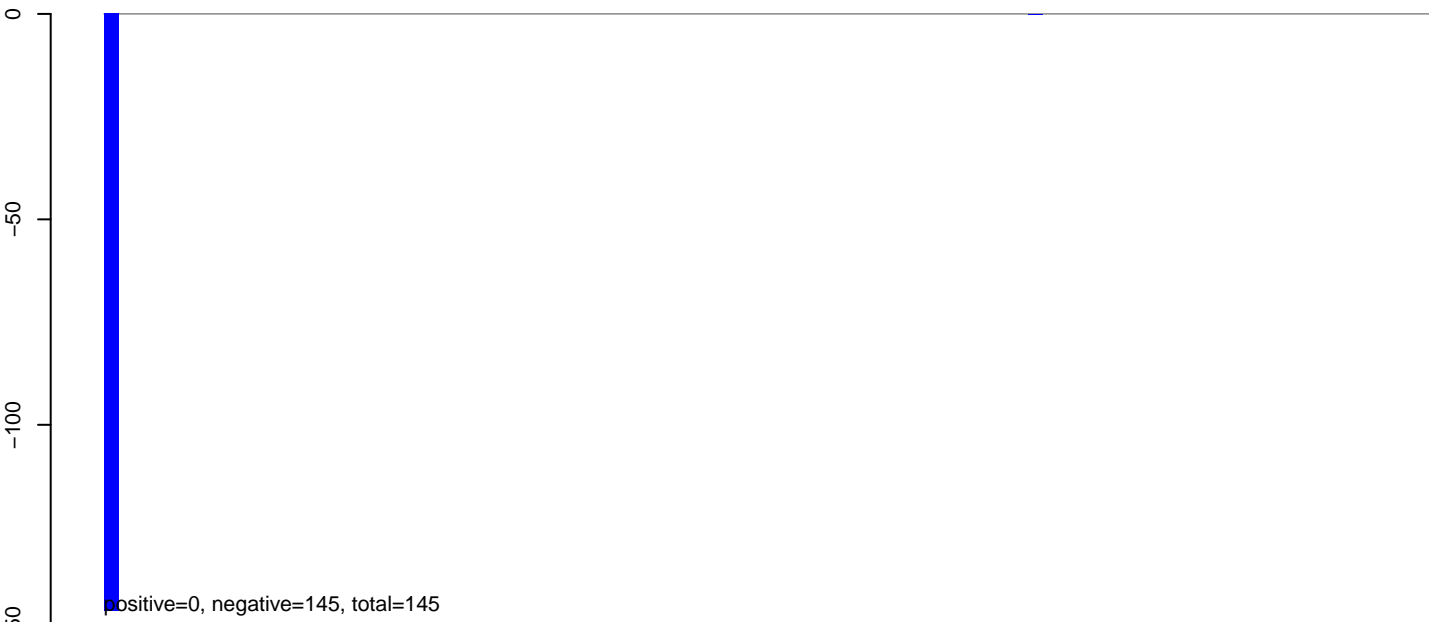 0
−50
−100
positive=0, negative=145, total=145